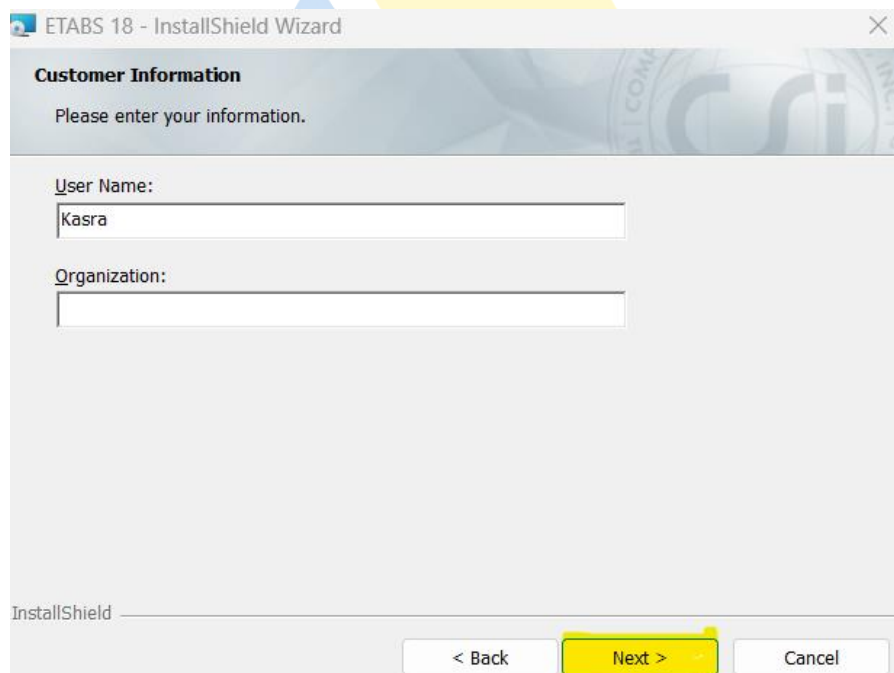 ETABS 18 - InstallShield Wizard
Customer Information
Please enter your information.
User Name:
Kasra
Organization:
InstallShield
< Back Next > Cancel